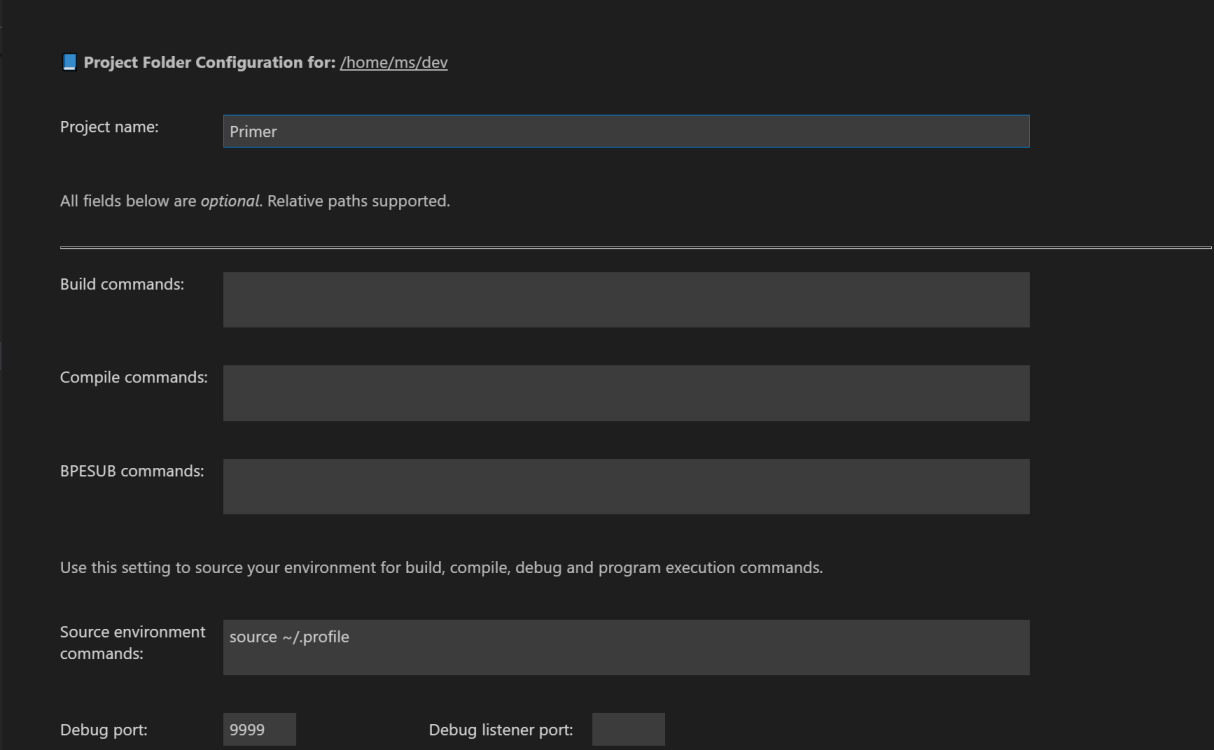 Project Folder Configuration for: /home/ms/dev
Project name:
Primer
All fields below are optional. Relative paths supported.
Build commands:
Compile commands:
BPESUB commands:
Use this setting to source your environment for build, compile, debug and program execution commands.
Source environment
commands:
source ~/.profile
Debug port:
9999
Debug listener port: